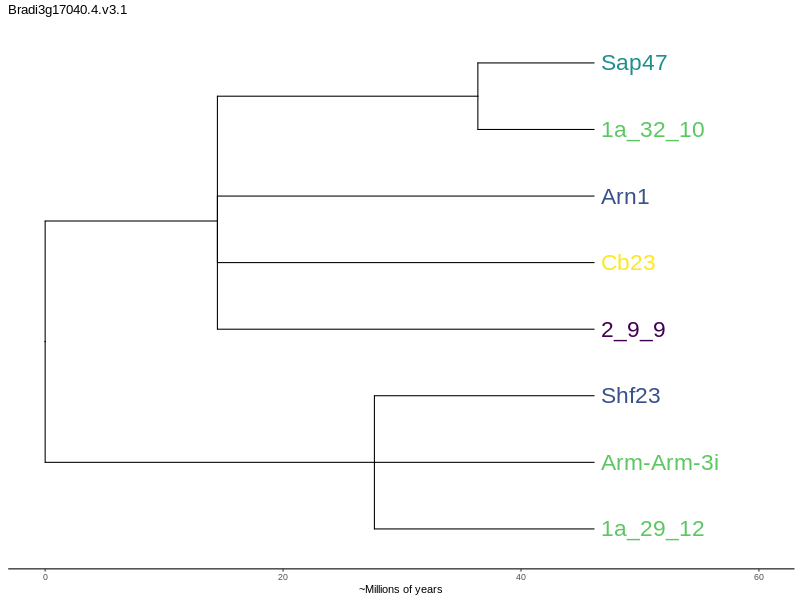 Bradi3g17040.4.v3.1
Sap47
1a_32_10
Arn1
Cb23
2_9_9
Shf23
Arm-Arm-3i
1a_29_12
0 20 40 60
~Millions of years